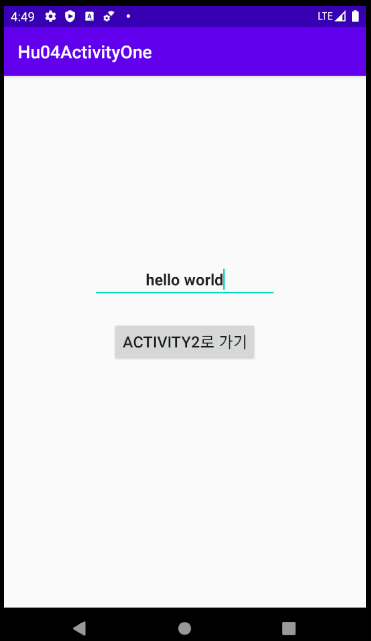 4:49 LTE
Hu04ActivityOne
hello world
ACTIVITY2로 가기